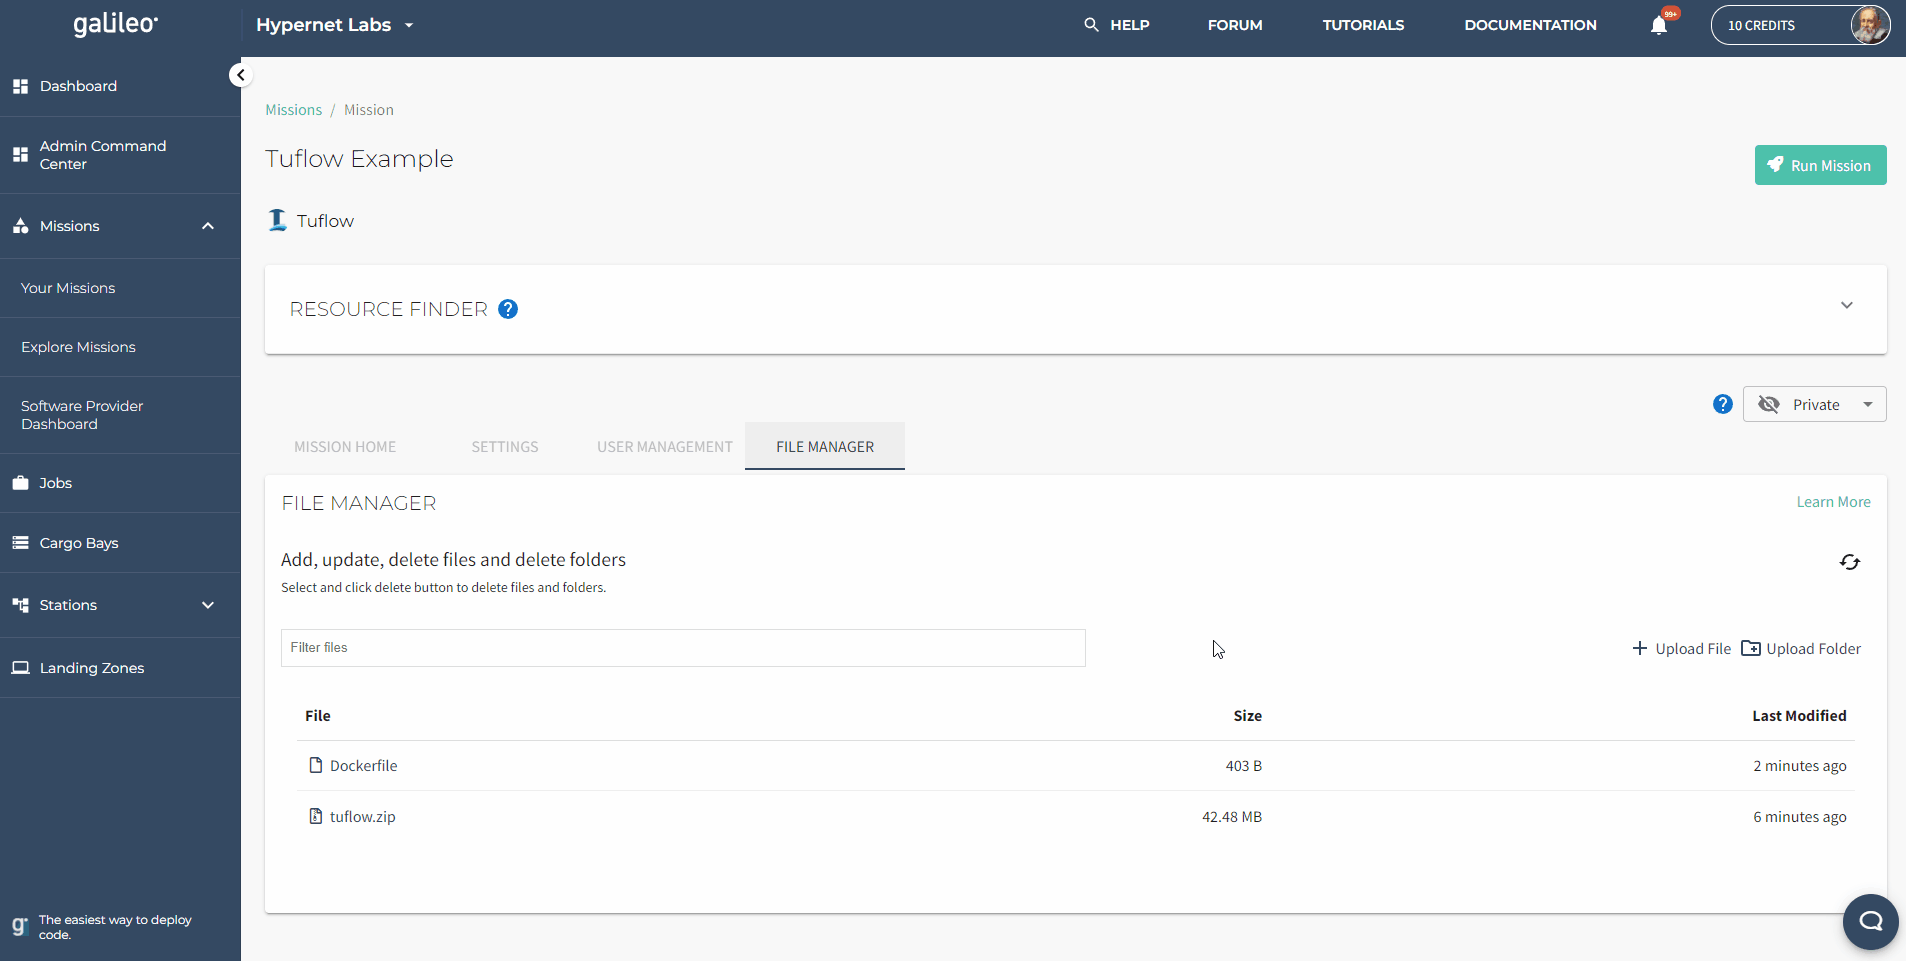 galileo
Hypernet Labs
HELP
FORUM
TUTORIALS
DOCUMENTATION
99+
10 CREDITS
Dashboard
Admin Command
Center
Missions
Your Missions
Explore Missions
Software Provider
Dashboard
Jobs
Cargo Bays
Stations
Landing Zones
g
The easiest way to deploy
code.
Missions / Mission
Tuflow Example
Run Mission
Tuflow
RESOURCE FINDER ?
? Private
MISSION HOME
SETTINGS
USER MANAGEMENT
FILE MANAGER
FILE MANAGER
Learn More
Add, update, delete files and delete folders
Select and click delete button to delete files and folders.
Filter files
Upload File
Upload Folder
File Size Last Modified
Dockerfile 403 B 2 minutes ago
tuflow.zip 42.48 MB 6 minutes ago